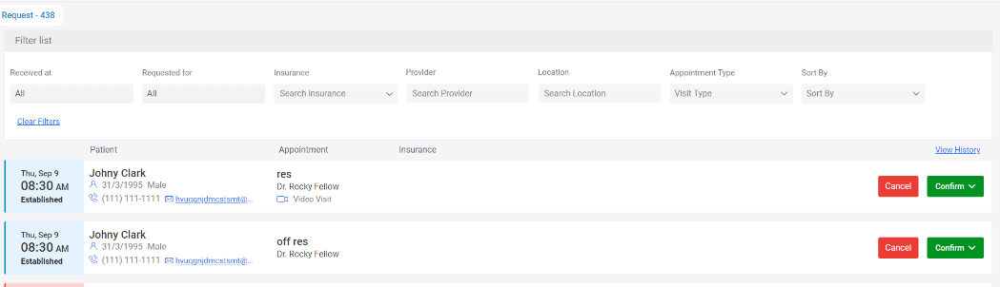 Request - 438
Filter list
Received at Requested for Insurance Provider Location Appointment Type Sort By
All All Search insurance Search Provider Search Location Visit Type Sort By
Clear Filters
Patient Appointment Insurance View History
Thu, Sep 9
08:30 AM
Established
Johny Clark
31/3/1995 Male
(111) 111-1111 hvuqgnjdmcstsmt@...
res
Dr. Rocky Fellow
Video Visit
Cancel Confirm
Thu, Sep 9
08:30 AM
Established
Johny Clark
31/3/1995 Male
(111) 111-1111 hvuqgnjdmcstsmt@...
off res
Dr. Rocky Fellow
Cancel Confirm